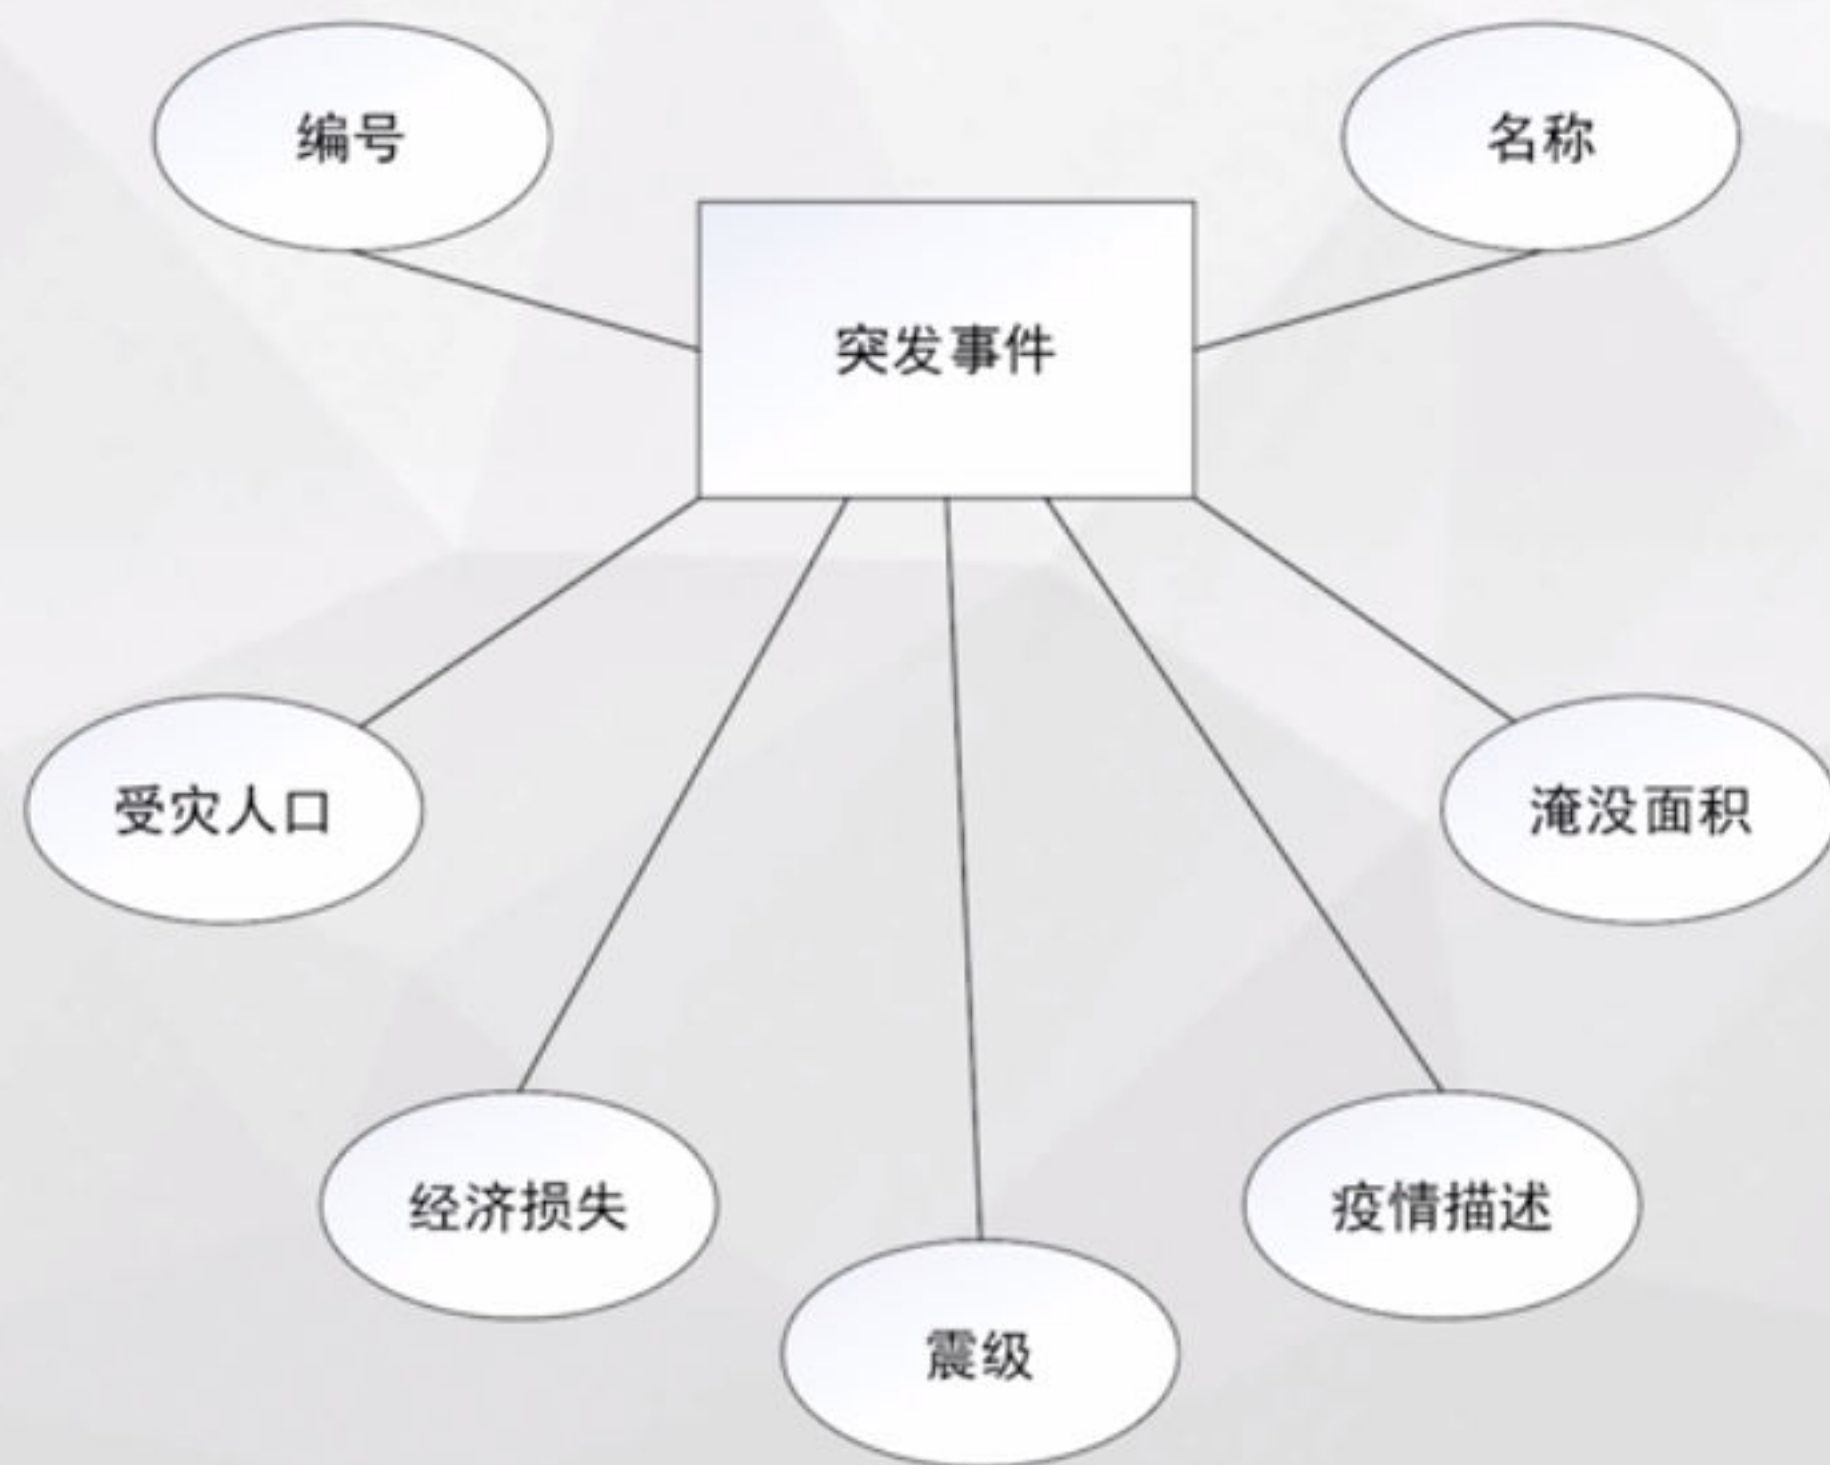 编号
名称
突发事件
受灾人口
淹没面积
经济损失
疫情描述
震级